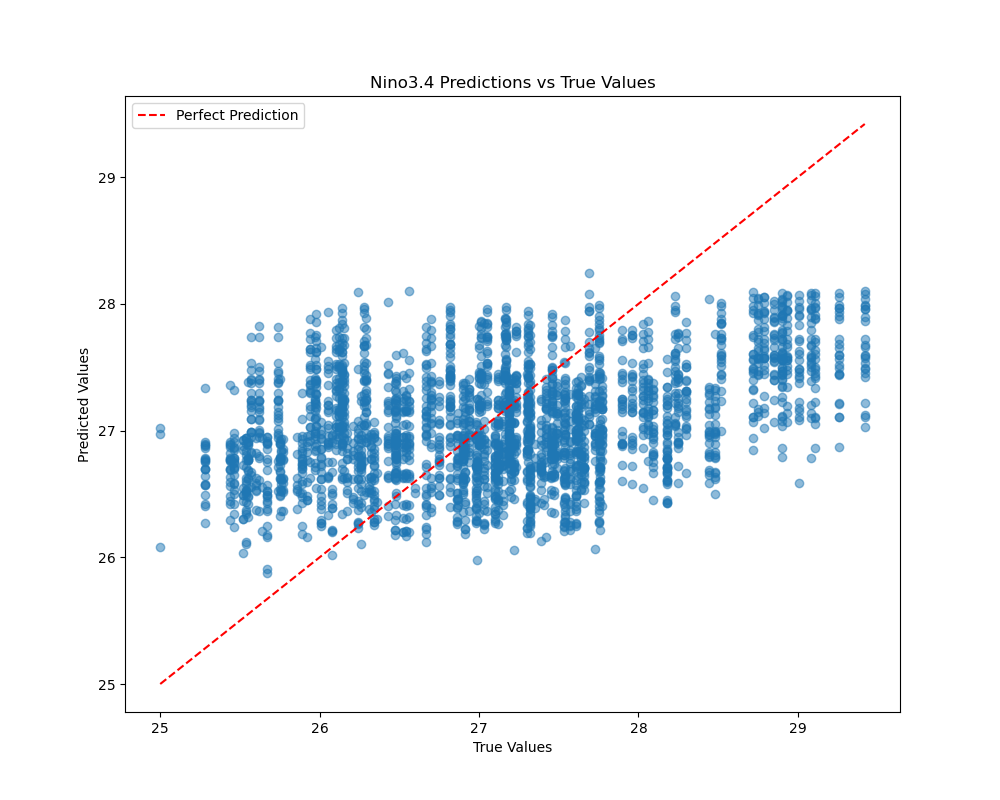 Nino3.4 Predictions vs True Values
Perfect Prediction
Predicted Values
29
28
27
26
25
25 26 27 28 29
True Values